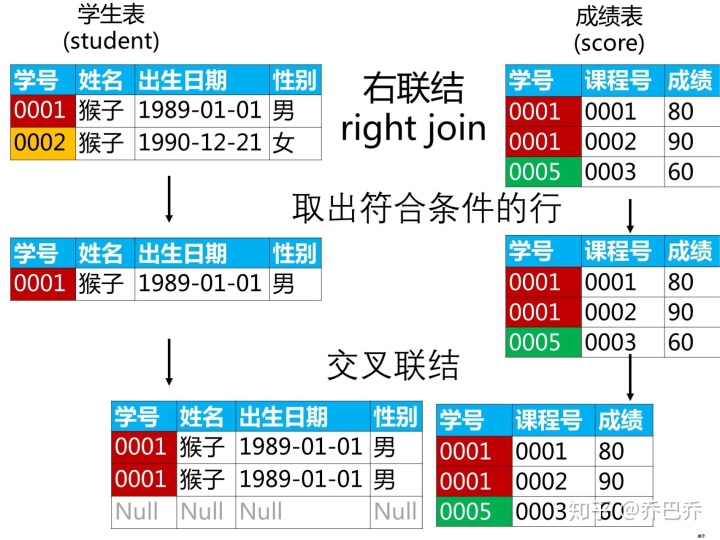 学生表
(student)
成绩表
(score)
学号 姓名 出生日期 性别
0001 猴子 1989-01-01 男
0002 猴子 1990-12-21 女
右联结
right join
学号 课程号 成绩
0001 0001 80
0001 0002 90
0005 0003 60
取出符合条件的行
学号 姓名 出生日期 性别
0001 猴子 1989-01-01 男
学号 课程号 成绩
0001 0001 80
0001 0002 90
0005 0003 60
交叉联结
学号 姓名 出生日期 性别
0001 猴子 1989-01-01 男
0001 猴子 1989-01-01 男
Null Null Null Null
学号 课程号 成绩
0001 0001 80
0001 0002 90
0005 0003 60
知乎 @乔巴乔